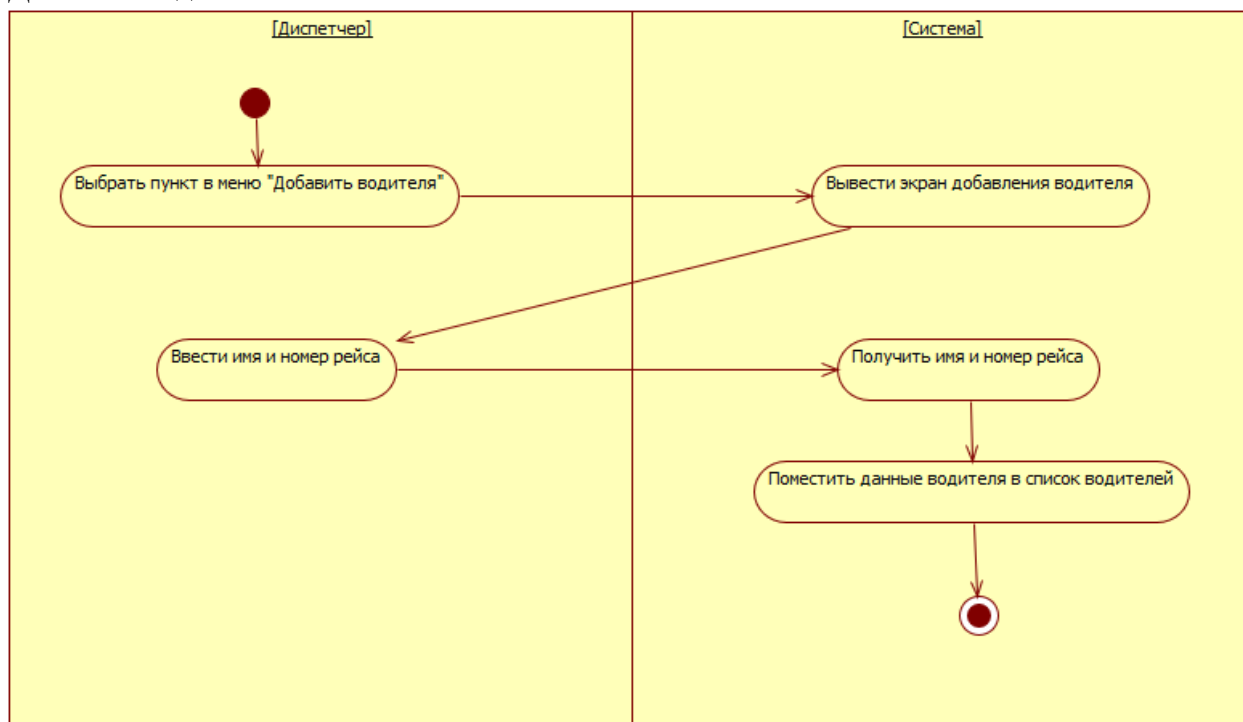 [Диспетчер]
[Система]
Выбрать пункт в меню "Добавить водителя"
Вывести экран добавления водителя
Ввести имя и номер рейса
Получить имя и номер рейса
Поместить данные водителя в список водителей